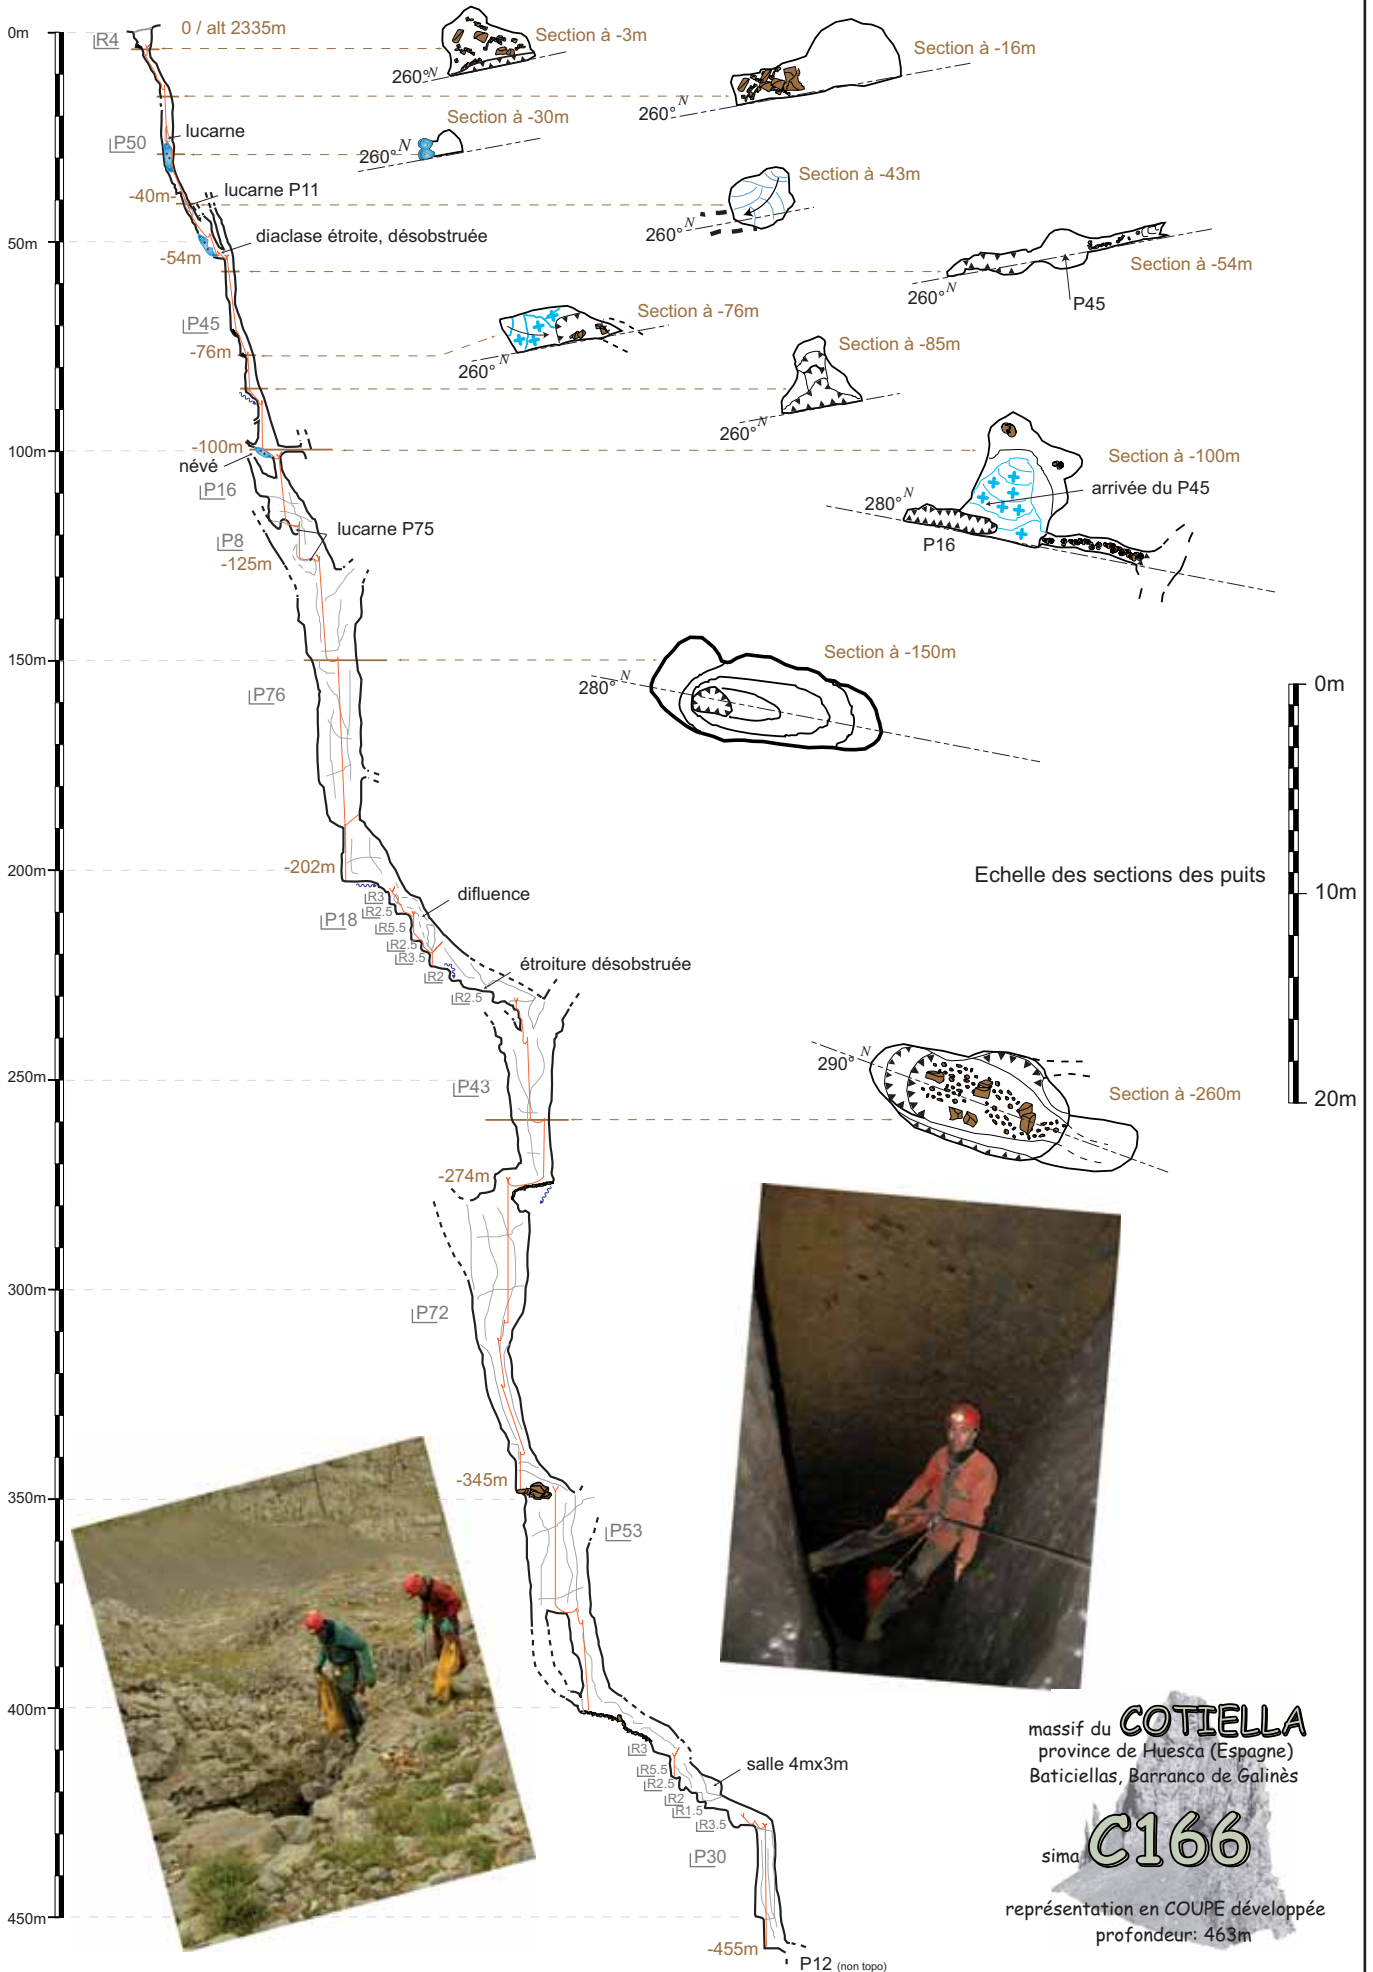 0m
R4
0 / alt 2335m
Section à -3m
260°N
Section à -16m
260° N
Section à -30m
260° N
P50
lucarne
-40m-
lucarne P11
Section à -43m
260° N
50m
diaclase étroite, désobstruée
-54m
Section à -54m
260° N
P45
P45
-76m
Section à -76m
260° N
Section à -85m
260° N
100m
-100m
névé
P16
Section à -100m
arrivée du P45
280° N
P16
lucarne P75
P8
-125m
150m
Section à -150m
280° N
P76
0m
10m
20m
Echelle des sections des puits
200m
-202m
P18
R3
R2.5
R5.5
R2.5
R3.5
R2
R2.5
difluence
étroiture désobstruée
250m
P43
290° N
Section à -260m
-274m
300m
P72
-345m
350m
P53
400m
R3
R5.5
R2.5
R2
R1.5
R3.5
salle 4mx3m
P30
450m
-455m
P12 (non topo)
massif du COTIELLA
province de Huesca (Espagne)
Baticiellas, Barranco de Galinès
sima C166
représentation en COUPE développée
profondeur: 463m